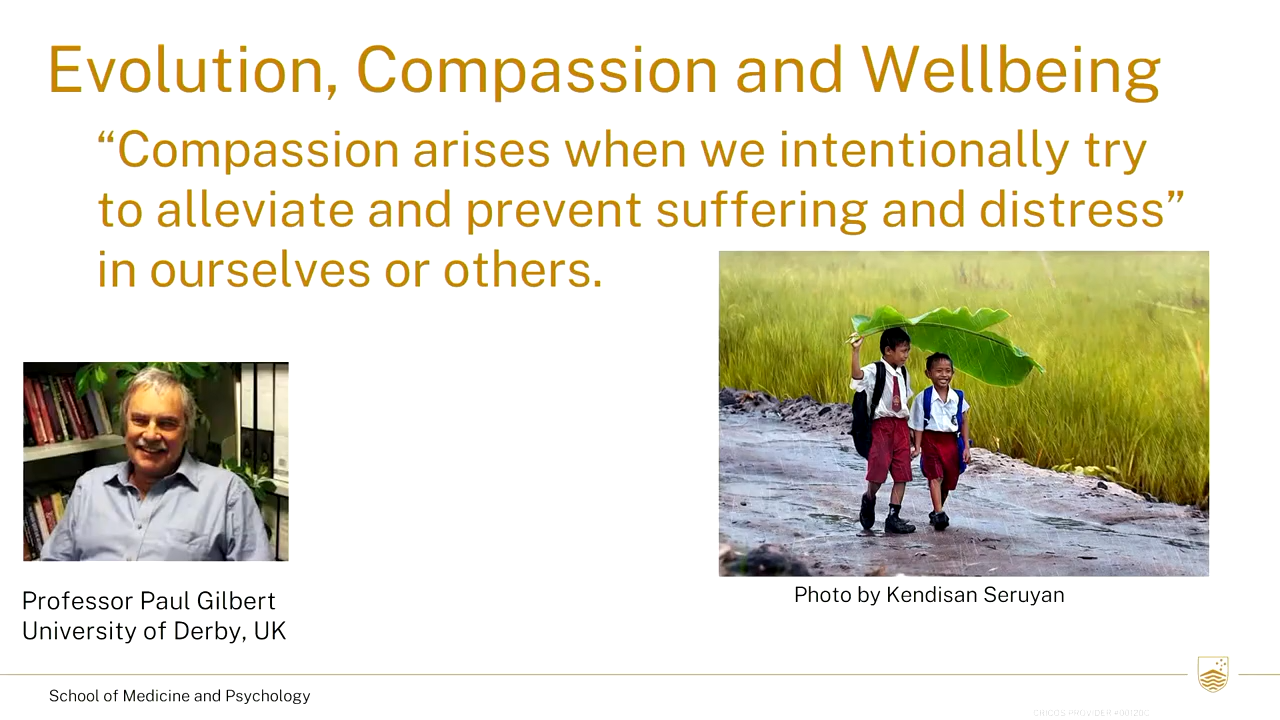 Evolution, Compassion and Wellbeing
“Compassion arises when we intentionally try
to alleviate and prevent suffering and distress”
in ourselves or others.
Professor Paul Gilbert
University of Derby, UK
Photo by Kendisan Seruyan
School of Medicine and Psychology